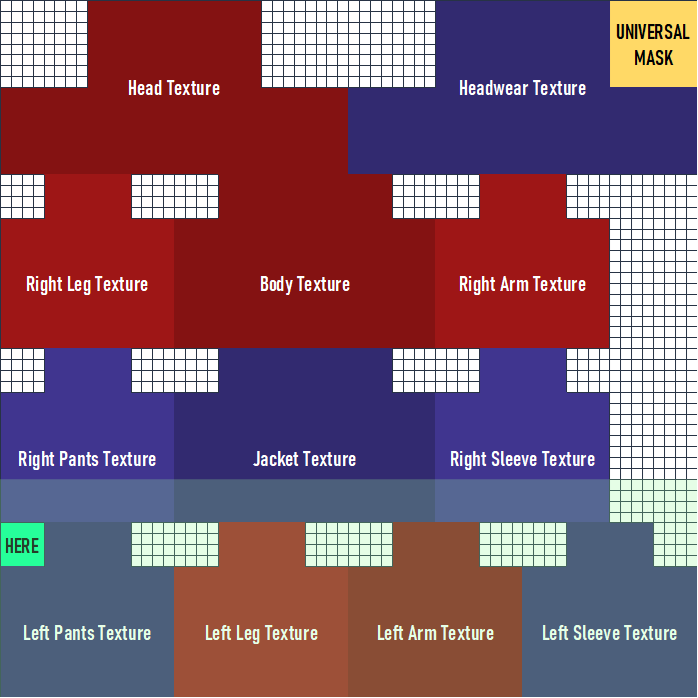 UNIVERSAL
MASK
Head Texture
Headwear Texture
Right Leg Texture
Body Texture
Right Arm Texture
Right Pants Texture
Jacket Texture
Right Sleeve Texture
HERE
Left Pants Texture
Left Leg Texture
Left Arm Texture
Left Sleeve Texture